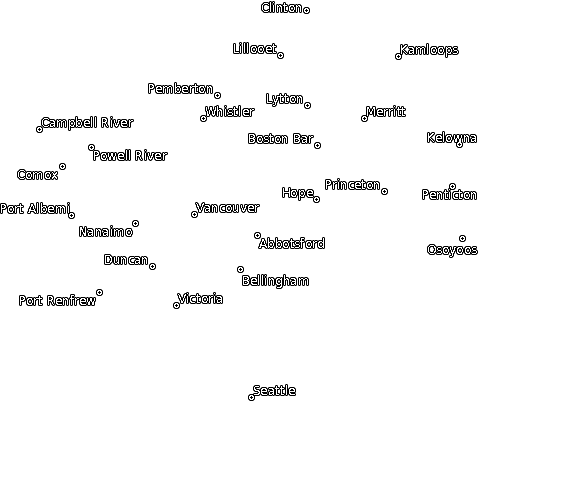 Clinton
Lillooet
Kamloops
Pemberton
Lytton
Whistler
Merritt
Campbell River
Boston Bar
Kelowna
Powell River
Comox
Princeton
Hope
Penticton
Port Alberni
Vancouver
Nanaimo
Abbotsford
Osoyoos
Duncan
Bellingham
Port Renfrew
Victoria
Seattle